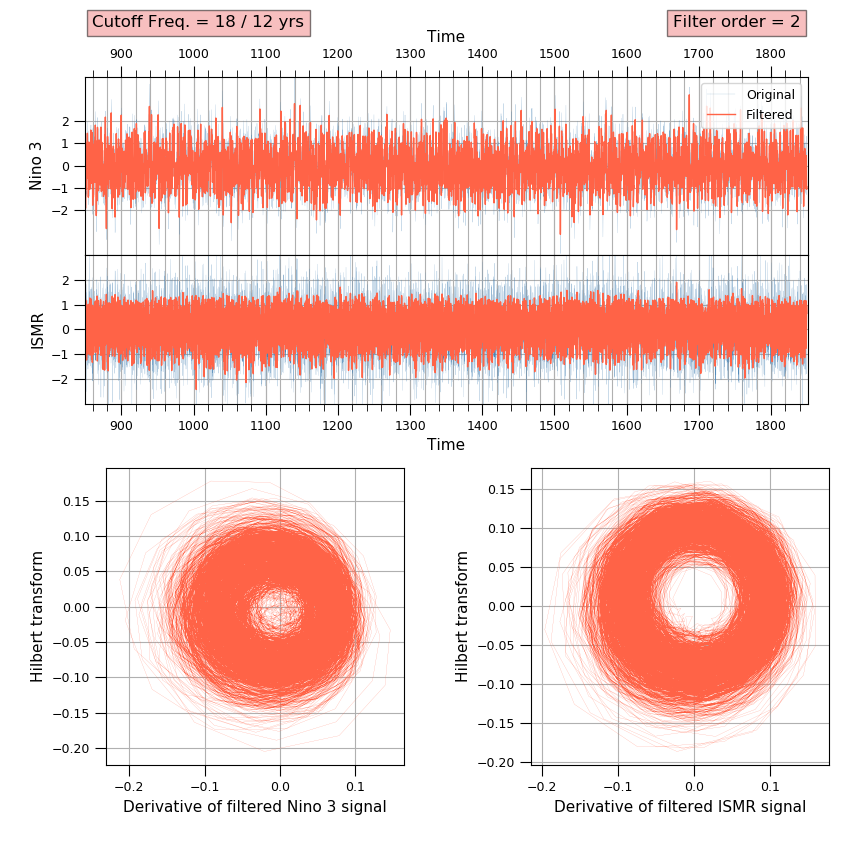 Cutoff Freq. = 18 / 12 yrs
Filter order = 2
Time
900 1000 1100 1200 1300 1400 1500 1600 1700 1800
Original
Filtered
Nino 3
2
1
0
−1
−2
ISMR
2
1
0
−1
−2
900 1000 1100 1200 1300 1400 1500 1600 1700 1800
Time
Hilbert transform
0.15
0.10
0.05
0.00
−0.05
−0.10
−0.15
−0.20
−0.2 −0.1 0.0 0.1
Derivative of filtered Nino 3 signal
Hilbert transform
0.15
0.10
0.05
0.00
−0.05
−0.10
−0.15
−0.20
−0.2 −0.1 0.0 0.1
Derivative of filtered ISMR signal